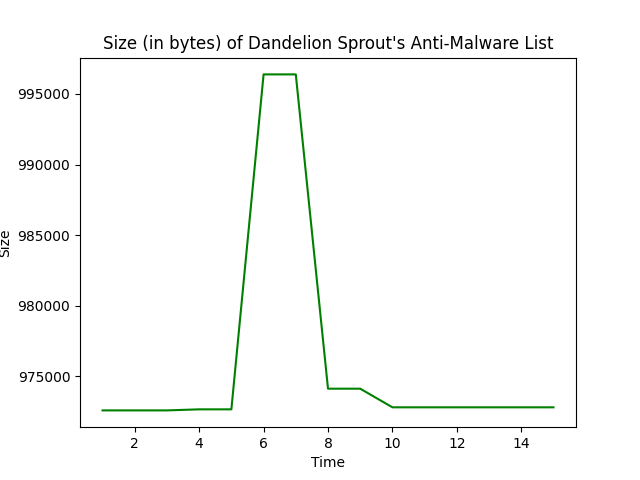 Size (in bytes) of Dandelion Sprout's Anti-Malware List
995000
990000
985000
980000
975000
Size
2 4 6 8 10 12 14
Time